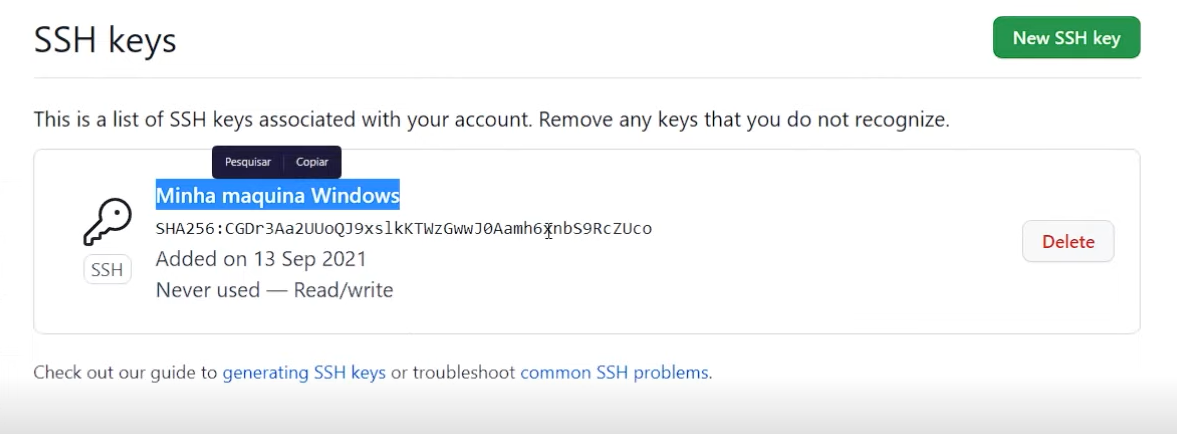 SSH keys
New SSH key
This is a list of SSH keys associated with your account. Remove any keys that you do not recognize.
Pesquisar Copiar
Minha maquina Windows
SHA256:CGDr3Aa2UUoQJ9xslkKTWzGwwJ0Aamh6xnbS9RcZUco
SSH
Added on 13 Sep 2021
Never used — Read/write
Delete
Check out our guide to generating SSH keys or troubleshoot common SSH problems.